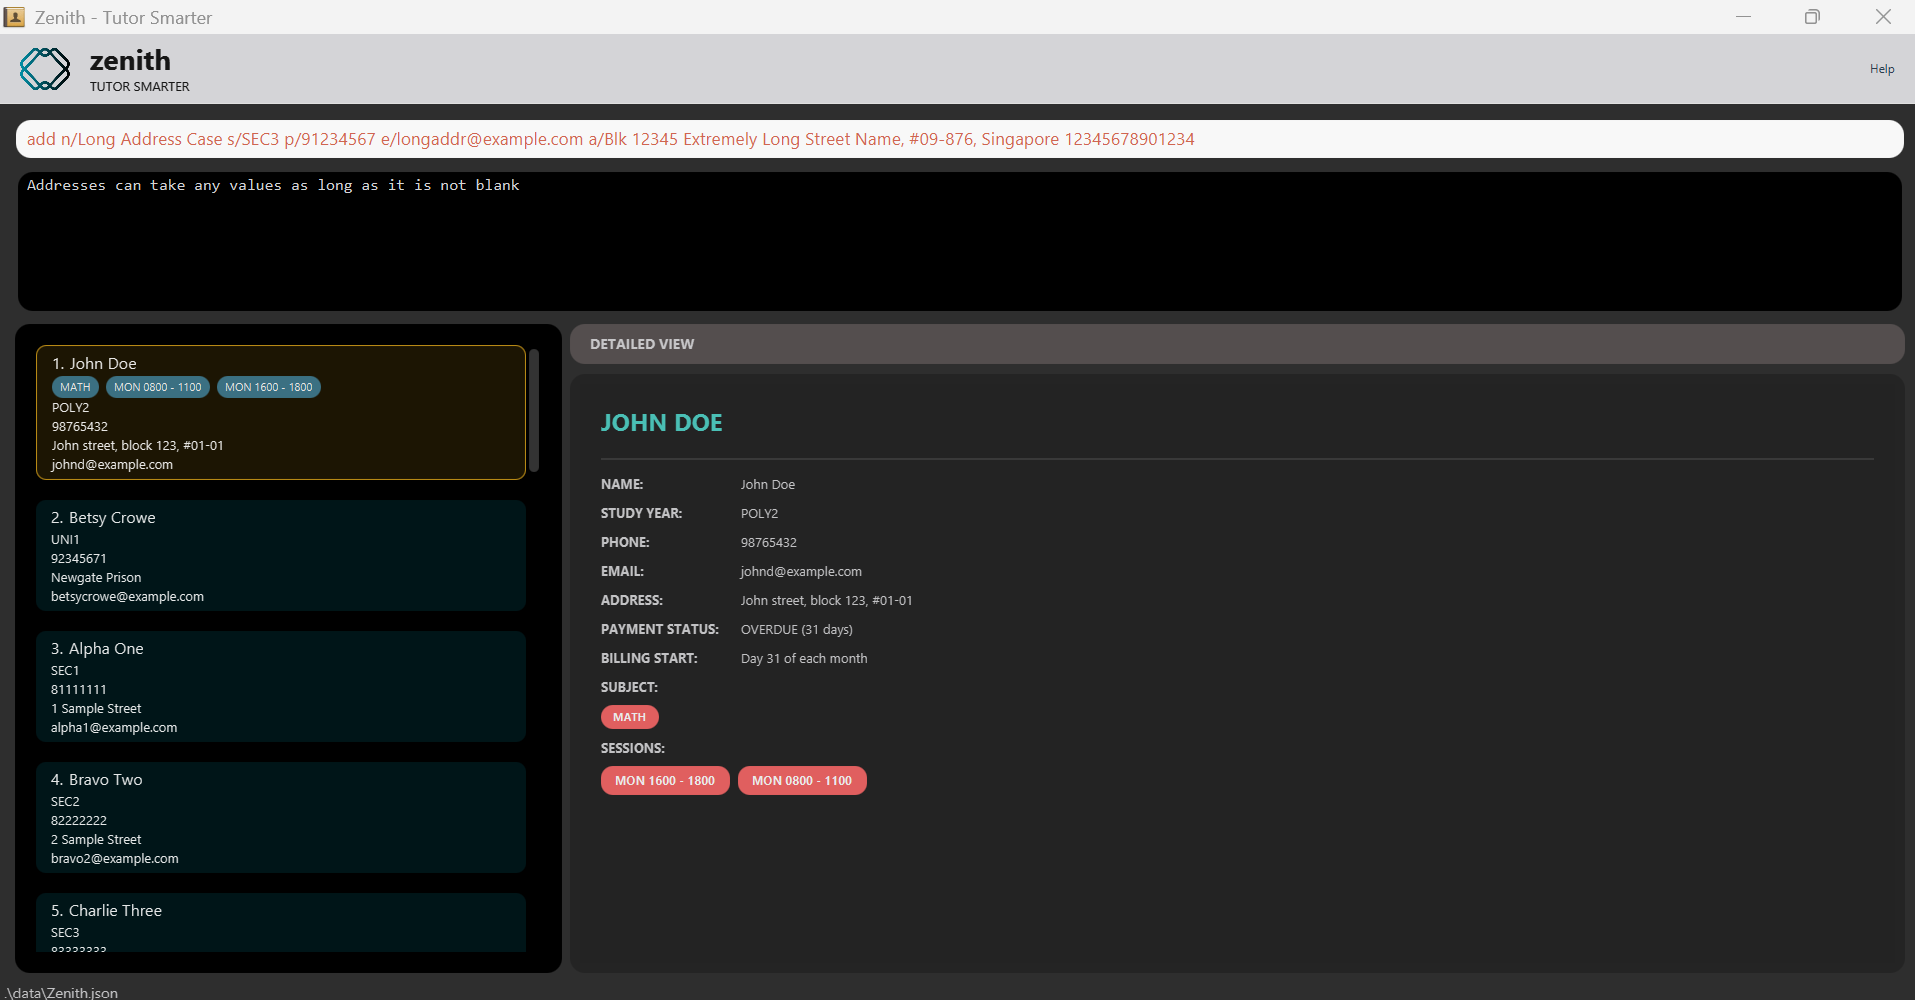 Zenith - Tutor Smarter
zenith
TUTOR SMARTER
Help
add n/Long Address Case s/SEC3 p/91234567 e/longaddr@example.com a/Blk 12345 Extremely Long Street Name, #09-876, Singapore 12345678901234
Addresses can take any values as long as it is not blank
1. John Doe
MATH MON 0800 - 1100 MON 1600 - 1800
POLY2
98765432
John street, block 123, #01-01
johnd@example.com
2. Betsy Crowe
UNI1
92345671
Newgate Prison
betsycrowe@example.com
3. Alpha One
SEC1
81111111
1 Sample Street
alpha1@example.com
4. Bravo Two
SEC2
82222222
2 Sample Street
bravo2@example.com
5. Charlie Three
SEC3
83333333
DETAILED VIEW
JOHN DOE
NAME: John Doe
STUDY YEAR: POLY2
PHONE: 98765432
EMAIL: johnd@example.com
ADDRESS: John street, block 123, #01-01
PAYMENT STATUS: OVERDUE (31 days)
BILLING START: Day 31 of each month
SUBJECT:
MATH
SESSIONS:
MON 1600 - 1800 MON 0800 - 1100
.\data\Zenith.json